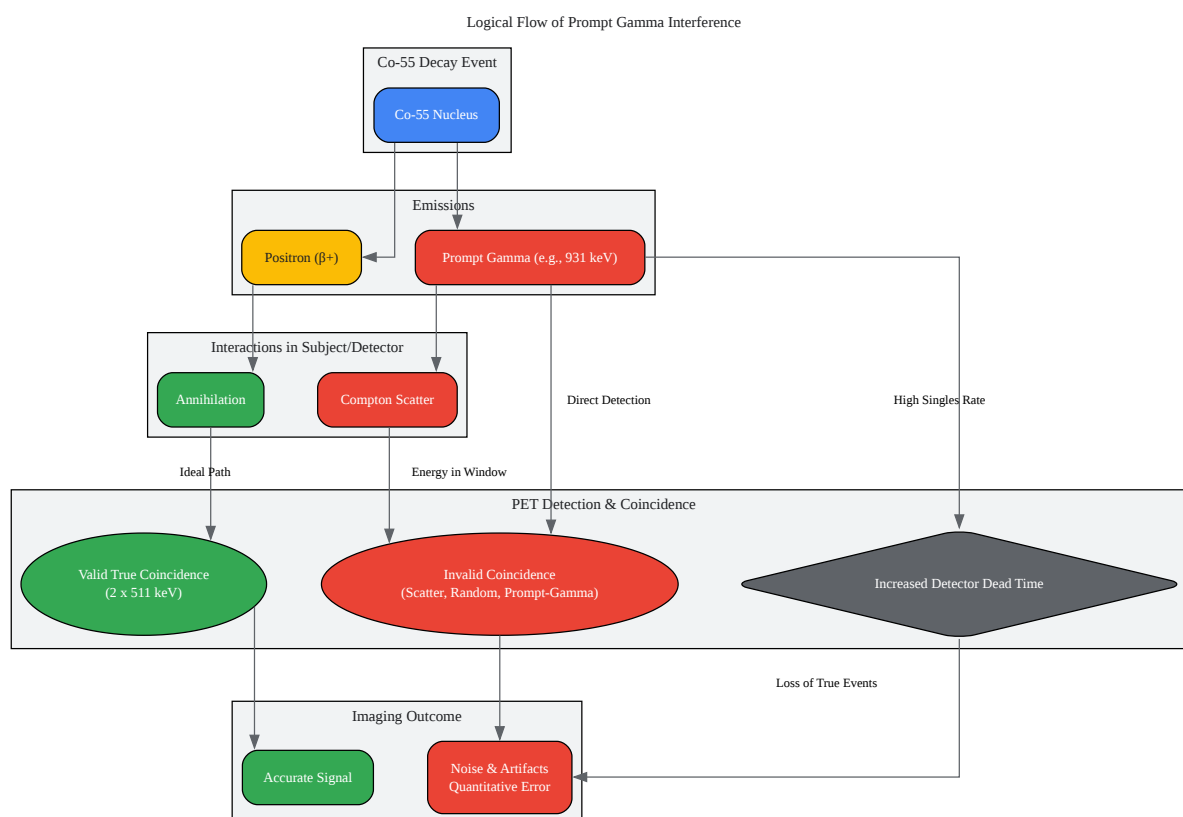 Logical Flow of Prompt Gamma Interference
Co-55 Decay Event
Co-55 Nucleus
Emissions
Positron (β+)
Prompt Gamma (e.g., 931 keV)
Interactions in Subject/Detector
Annihilation
Compton Scatter
Direct Detection
High Singles Rate
Ideal Path
Energy in Window
PET Detection & Coincidence
Valid True Coincidence
(2 x 511 keV)
Invalid Coincidence
(Scatter, Random, Prompt-Gamma)
Increased Detector Dead Time
Loss of True Events
Imaging Outcome
Accurate Signal
Noise & Artifacts
Quantitative Error